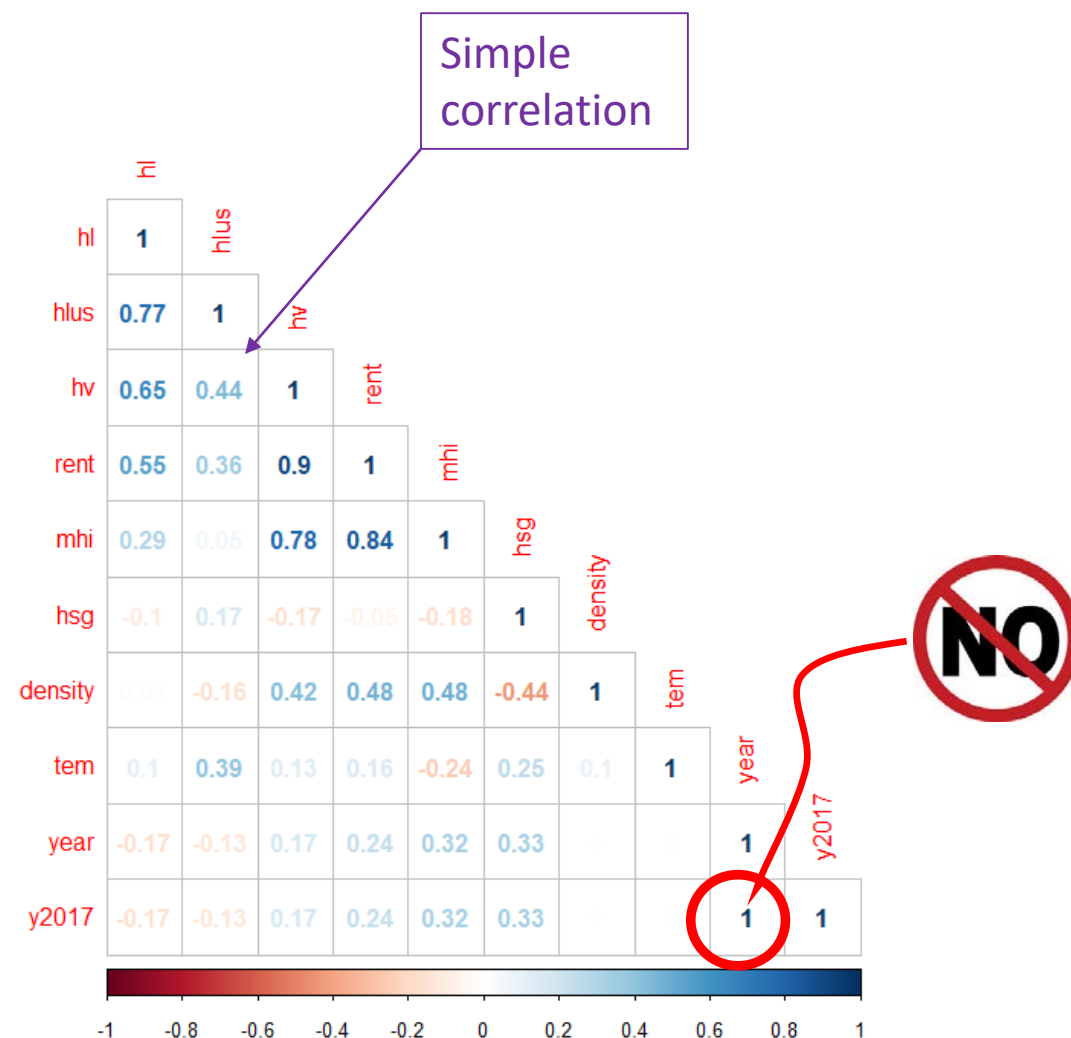 Simple
correlation
hl
hl 1 hlus
hlus 0.77 1 hv
hv 0.65 0.44 1 rent
rent 0.55 0.36 0.9 1 mhi
mhi 0.29 0.05 0.78 0.84 1 hsg
hsg -0.1 0.17 -0.17 -0.05 -0.18 1 density
NO
density 0.01 -0.16 0.42 0.48 0.48 -0.44 1 tem
tem 0.1 0.39 0.13 0.16 -0.24 0.25 0.1 1 year
year -0.17 -0.13 0.17 0.24 0.32 0.33 1 y2017
y2017 -0.17 -0.13 0.17 0.24 0.32 0.33 1 1
-1 -0.8 -0.6 -0.4 -0.2 0 0.2 0.4 0.6 0.8 1